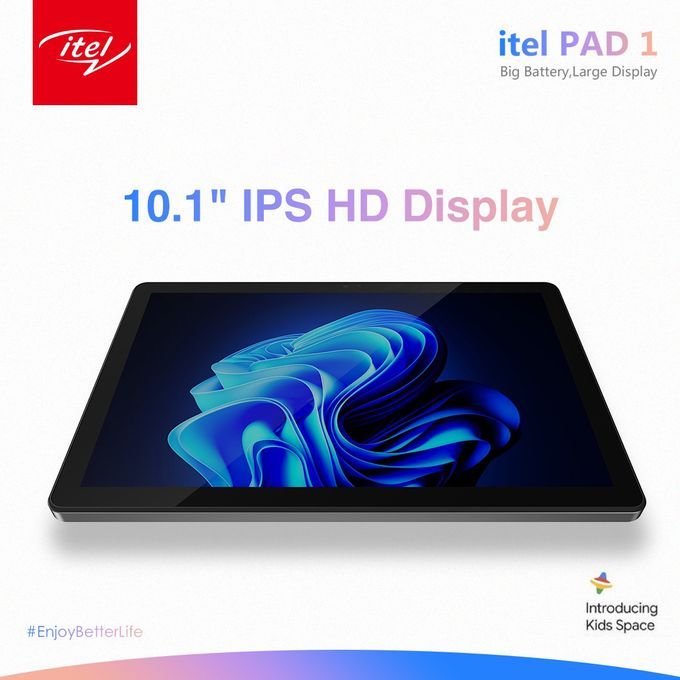 itel
itel PAD 1
Big Battery,Large Display
10.1" IPS HD Display
Introducing
Kids Space
#EnjoyBetterLife